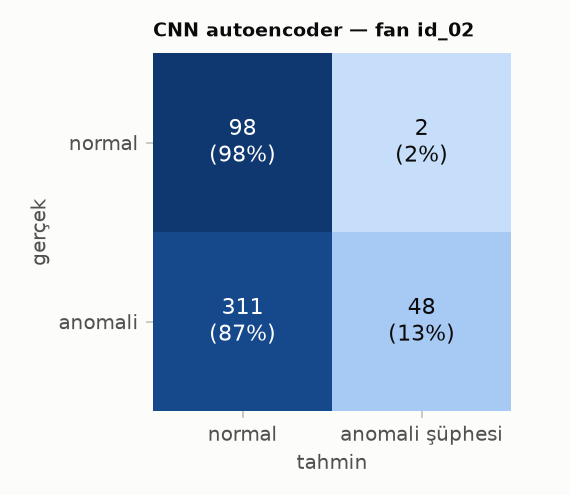 CNN autoencoder — fan id_02
normal
98
(98%)
2
(2%)
gerçek
anomali
311
(87%)
48
(13%)
normal
anomali şüphesi
tahmin